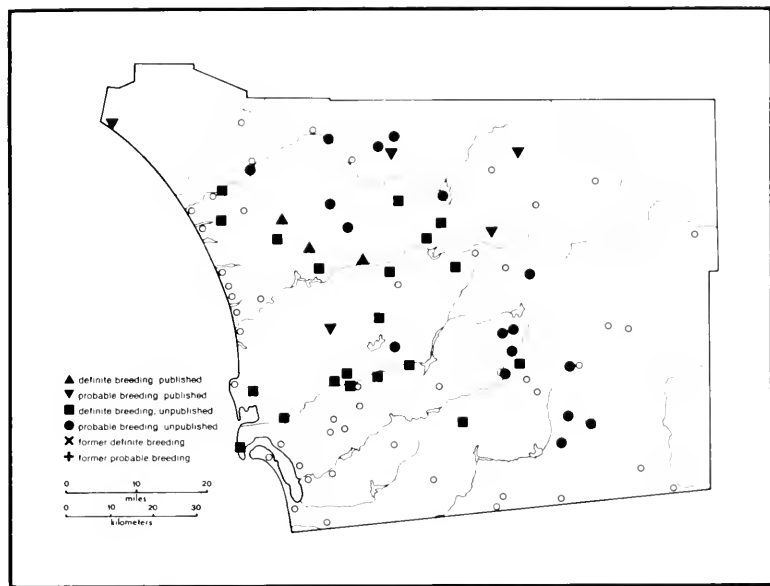 definite breeding, published
probable breeding, published
definite breeding, unpublished
probable breeding, unpublished
former definite breeding
former probable breeding
0 10 20
miles
0 10 20 30
kilometers